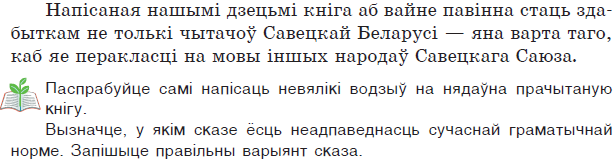 Напісаная нашымі дзецьмі кніга аб вайне павінна стаць зда-
быткам не толькі чытачоў Савецкай Беларусі — яна варта таго,
каб яе перакласці на мовы іншых народаў Савецкага Саюза.
Паспрабуйце самі напісаць невялікі водзыў на нядаўна прачытаную
кнігу.
Вызначце, у якім сказе ёсць неадпаведнасць сучаснай граматычнай
норме. Запішыце правільны варыянт сказа.